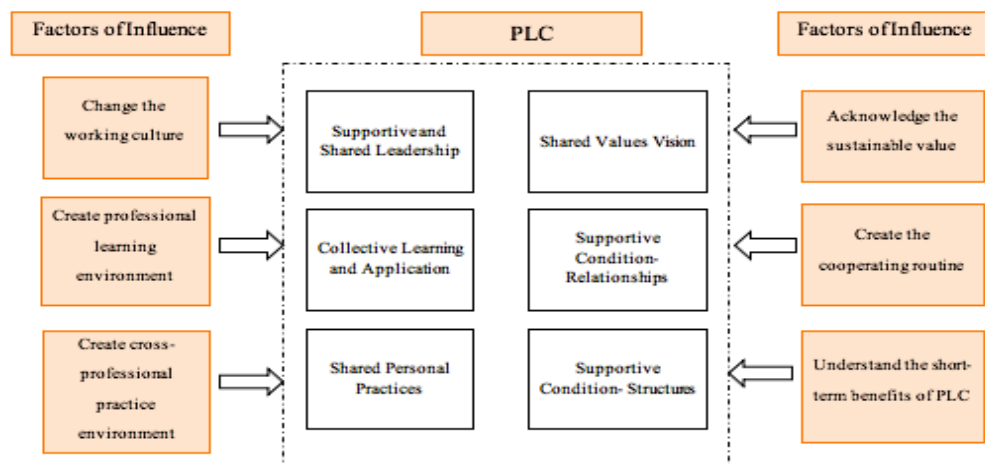 Factors of Influence
PLC
Factors of Influence
Change the
working culture
Supportive and
Shared Leadership
Shared Values Vision
Acknowledge the
sustainable value
Create professional
learning
environment
Collective Learning
and Application
Supportive
Condition-
Relationships
Create the
cooperating routine
Create cross-
professional
practice
environment
Shared Personal
Practices
Supportive
Condition- Structures
Understand the short-
term benefits of PLC